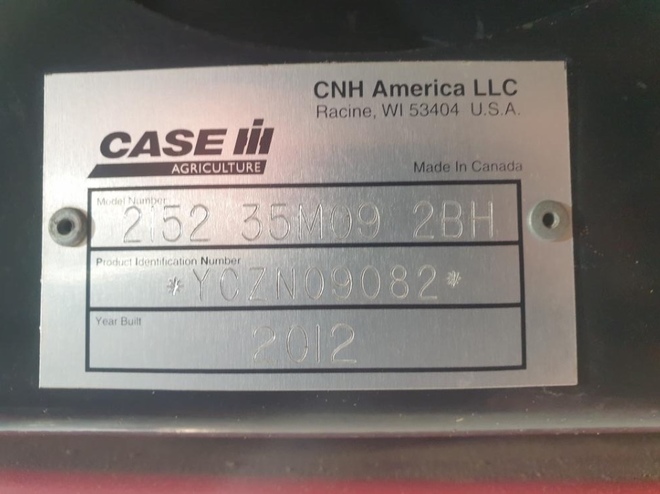 CNH America LLC
Racine, WI 53404 U.S.A.
CASE IH
AGRICULTURE
Made In Canada
Model Number
2152 35M09 2BH
Product Identification Number
*YCZN09082*
Year Built
2012